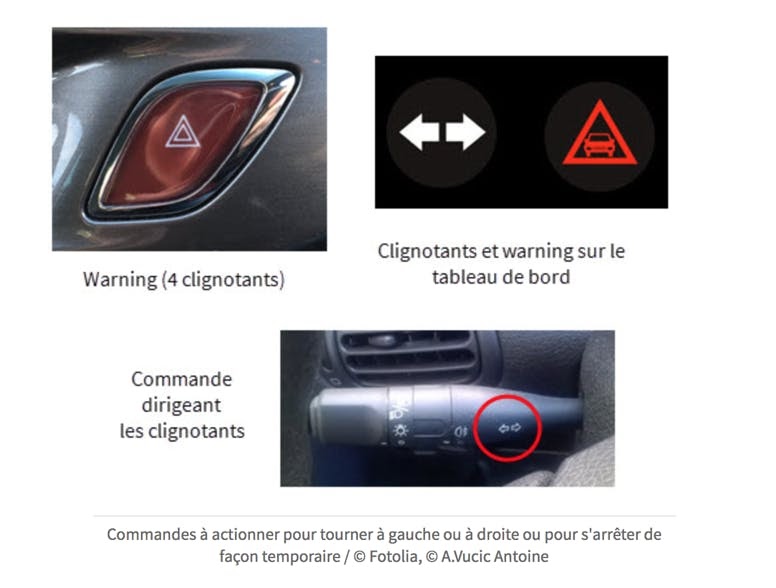 Warning (4 clignotants)
Clignotants et warning sur le
tableau de bord
Commande
dirigeant
les clignotants
Commandes à actionner pour tourner à gauche ou à droite ou pour s'arrêter de
façon temporaire / © Fotolia, © A.Vucic Antoine